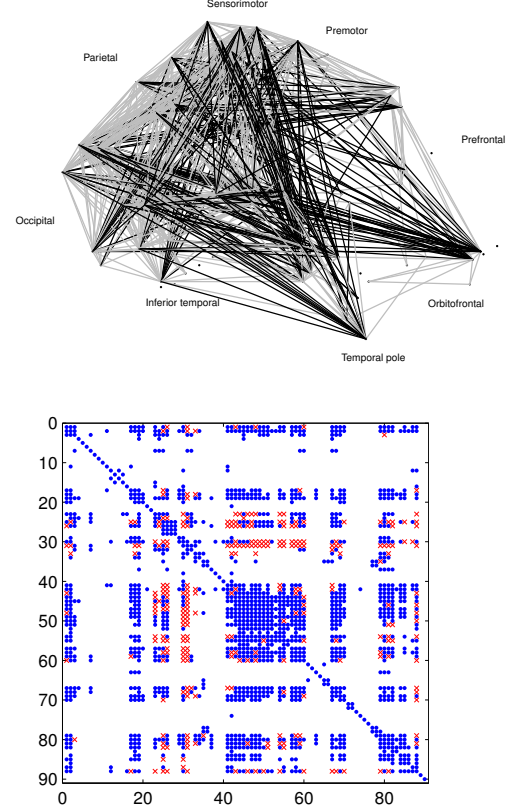 Sensorimotor
Premotor
Parietal
Prefrontal
Occipital
Inferior temporal
Orbitofrontal
Temporal pole
0
10
20
30
40
50
60
70
80
90
0 20 40 60 80